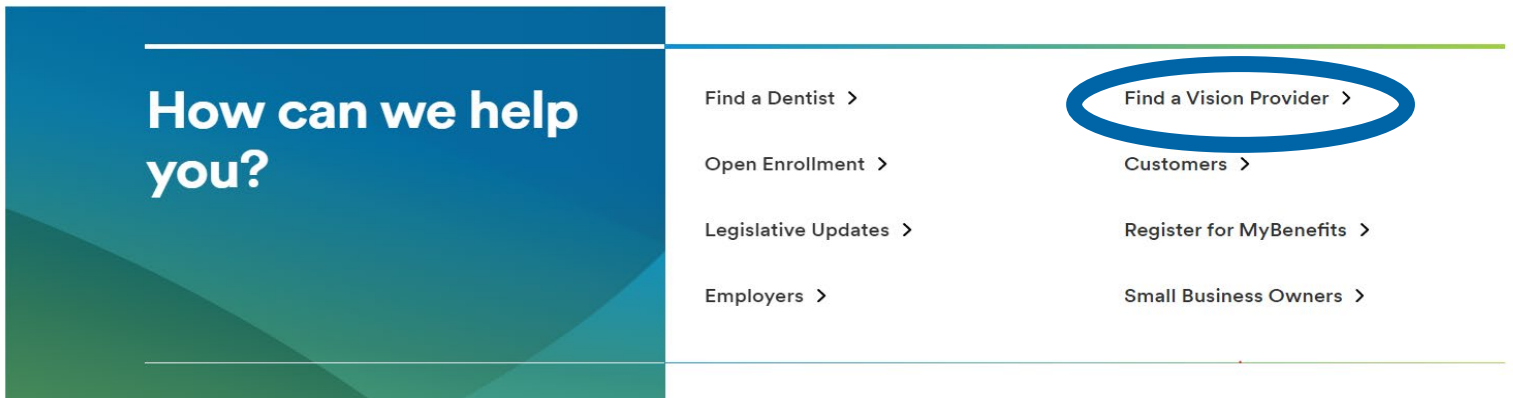 How can we help
you?
Find a Dentist >
Find a Vision Provider >
Open Enrollment >
Customers >
Legislative Updates >
Register for MyBenefits >
Employers >
Small Business Owners >